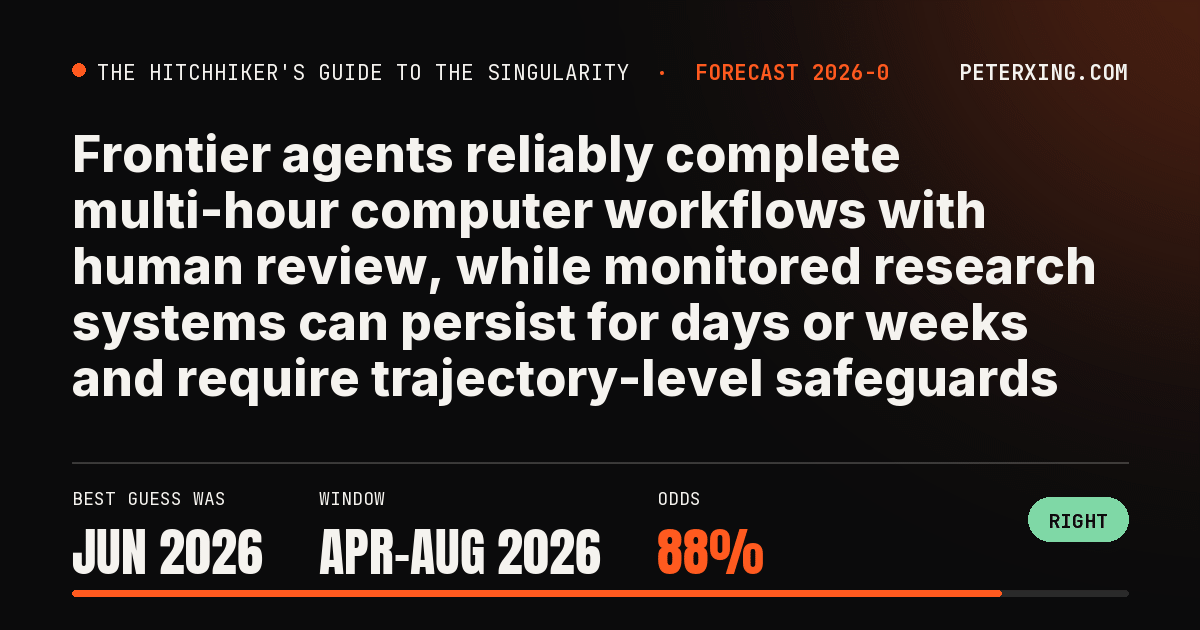 THE HITCHHIKER'S GUIDE TO THE SINGULARITY · FORECAST 2026-0 PETERXING.COM
Frontier agents reliably complete
multi-hour computer workflows with
human review, while monitored research
systems can persist for days or weeks
and require trajectory-level safeguards
BEST GUESS WAS WINDOW ODDS
JUN 2026 APR-AUG 2026 88%
RIGHT